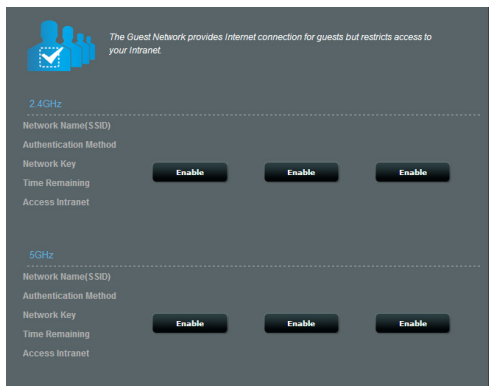 The Guest Network provides Internet connection for guests but restricts access to
your Intranet.
2.4GHz
Network Name(SSID)
Authentication Method
Network Key
Time Remaining
Access Intranet
Enable Enable Enable
5GHz
Network Name(SSID)
Authentication Method
Network Key
Time Remaining
Access Intranet
Enable Enable Enable